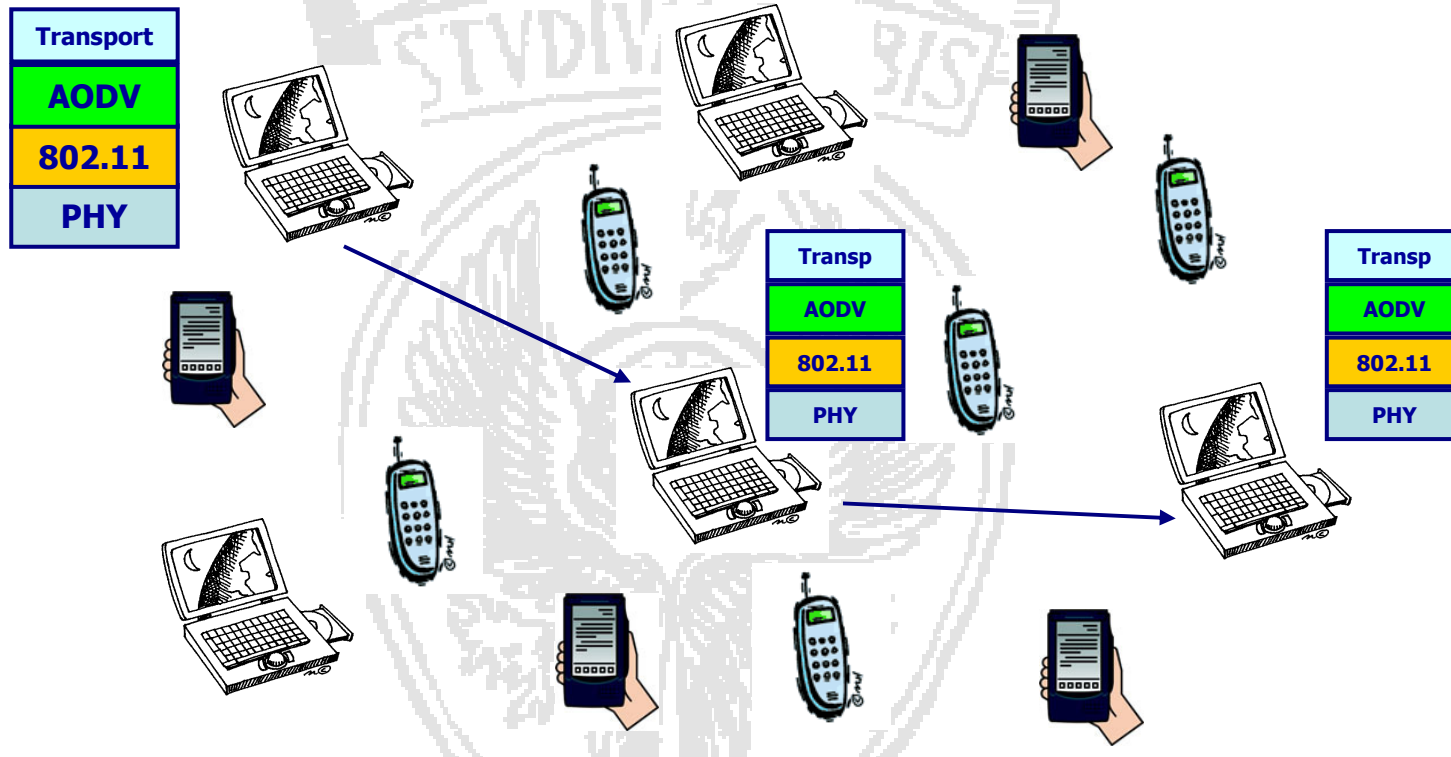 Transport
AODV
802.11
PHY
Transp
AODV
802.11
PHY
Transp
AODV
802.11
PHY